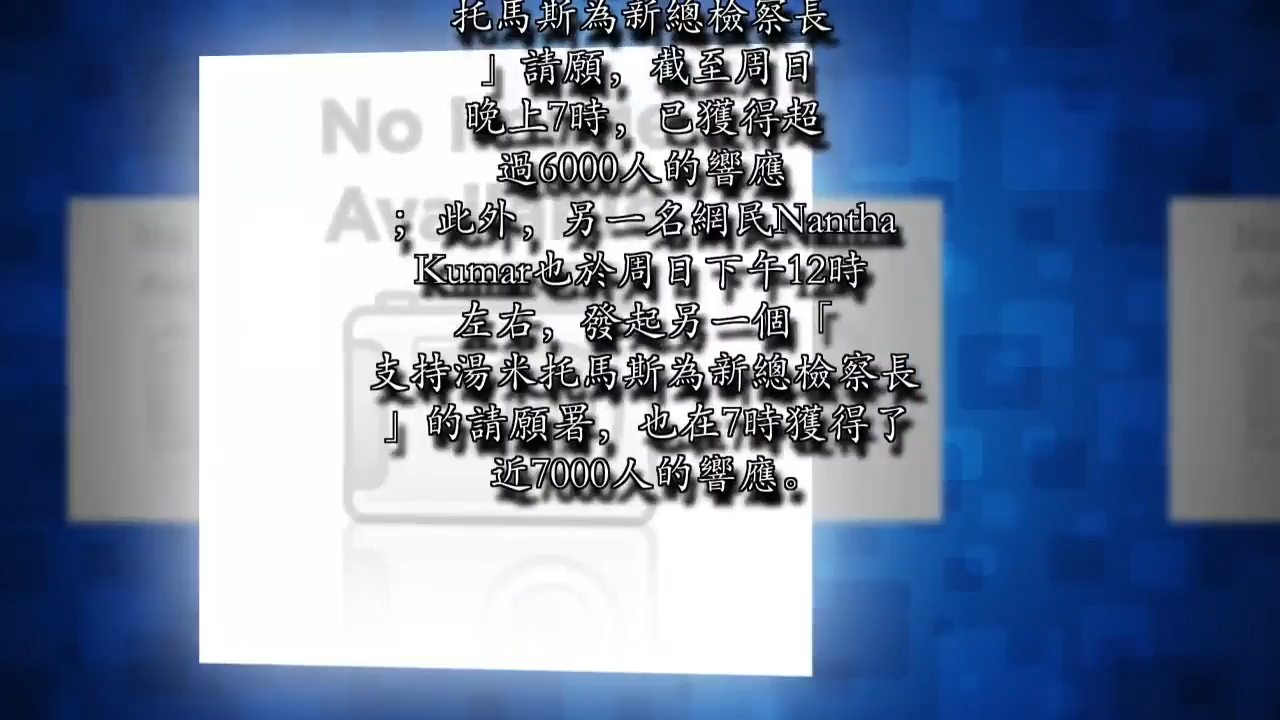 托馬斯為新總檢察長
」請願，截至周日
晚上7時，已獲得超
過6000人的響應
；此外，另一名網民Nantha
Kumar也於周日下午12時
左右，發起另一個「
支持湯米托馬斯為新總檢察長
」的請願署，也在7時獲得了
近7000人的響應。
No